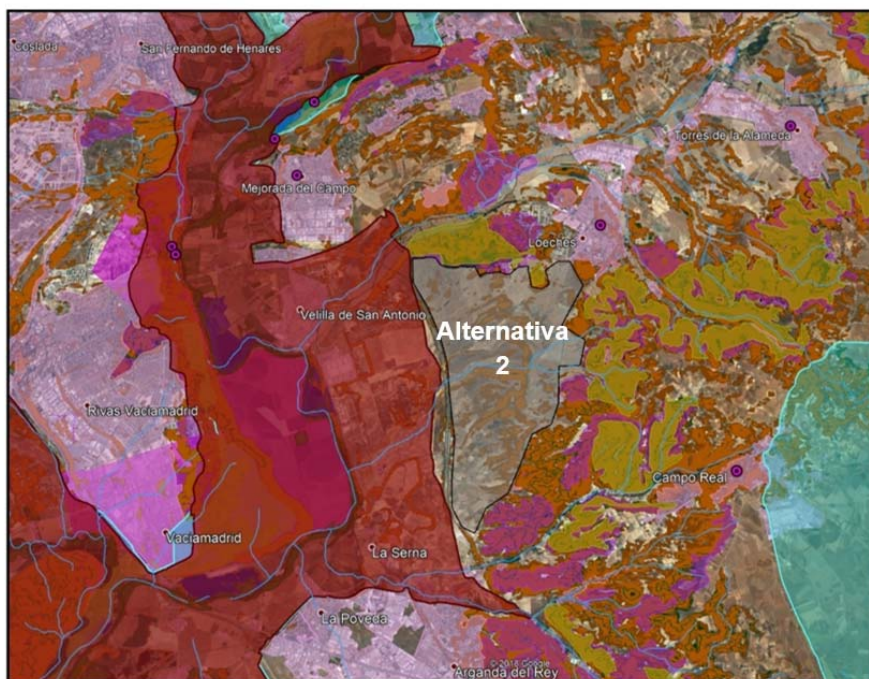 Coslada
San Fernando de Henares
Torres de la Alameda
Mejorada del Campo
Loeches
Velilla de San Antonio
Alternativa
2
Rivas Vaciamadrid
Campo Real
Vaciamadrid
La Serna
La Poveda
© 2018 Google
Arganda del Rey